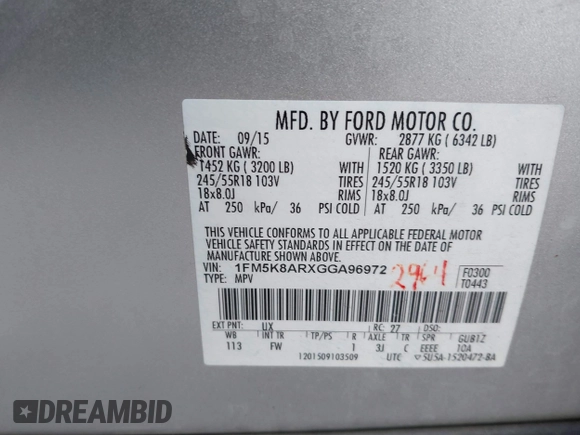 MFD. BY FORD MOTOR CO.
DATE: 09/15 GVWR: 2877 KG ( 6342 LB)
FRONT GAWR: REAR GAWR:
1452 KG ( 3200 LB) WITH 1520 KG ( 3350 LB) WITH
245/55R18 103V TIRES 245/55R18 103V TIRES
18x8.0J RIMS 18x8.0J RIMS
AT 250 kPa/ 36 PSI COLD AT 250 kPa/ 36 PSI COLD
THIS VEHICLE CONFORMS TO ALL APPLICABLE FEDERAL MOTOR
VEHICLE SAFETY STANDARDS IN EFFECT ON THE DATE OF
MANUFACTURE SHOWN ABOVE.
VIN: 1FM5K8ARXGGA96972 2964 F0300
TYPE: MPV T0443
EXT PNT: UX RC: 27 DSO:
WB INT TR TP/PS R AXLE TR SPR GUB1Z
113 FW 1 3J C EEEE 10A
1201509103509 UTC 5U5A-1520472-BA
DREAMBID